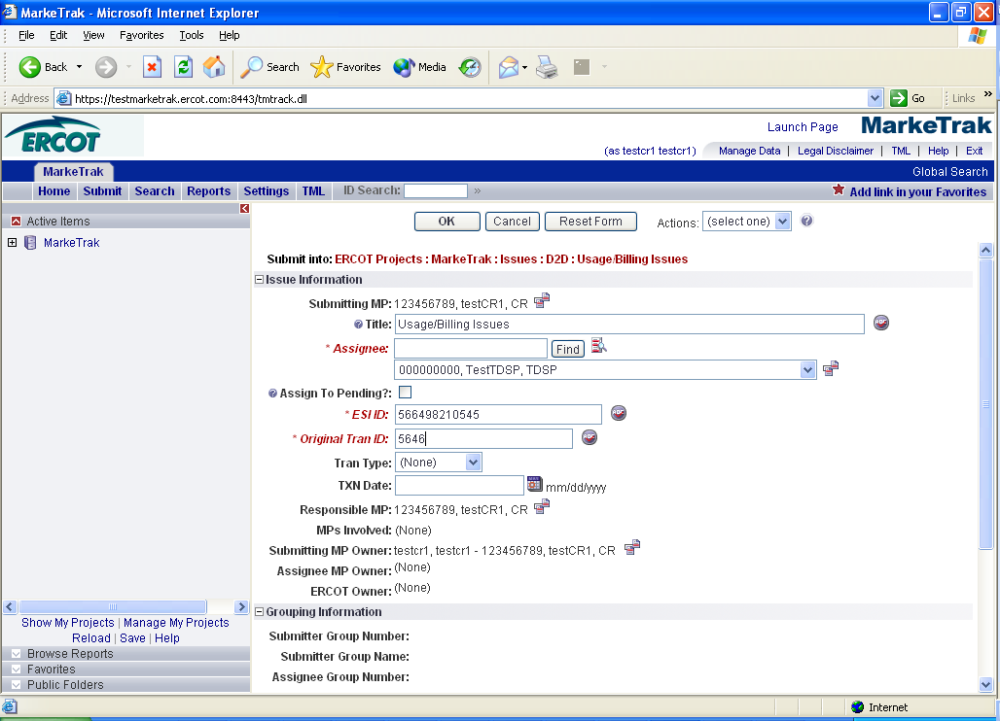 MarkeTrak - Microsoft Internet Explorer
File Edit View Favorites Tools Help
Back Search Favorites Media
Address https://testmarketrak.ercot.com:8443/tmtrack.dll Go Links »
ERCOT Launch Page MarkeTrak
(as testcr1 testcr1) Manage Data | Legal Disclaimer | TML | Help | Exit
MarkeTrak Global Search
Home Submit Search Reports Settings TML ID Search: » Add link in your Favorites
Active Items
MarkeTrak
OK Cancel Reset Form Actions: (select one)
Submit into: ERCOT Projects : MarkeTrak : Issues : D2D : Usage/Billing Issues
Issue Information
Submitting MP: 123456789, testCR1, CR
Title: Usage/Billing Issues ABC
* Assignee: Find
000000000, TestTDSP, TDSP
Assign To Pending?:
* ESI ID: 566498210545 ABC
* Original Tran ID: 5646 ABC
Tran Type: (None)
TXN Date: mm/dd/yyyy
Responsible MP: 123456789, testCR1, CR
MPs Involved: (None)
Submitting MP Owner: testcr1, testcr1 - 123456789, testCR1, CR
Assignee MP Owner: (None)
ERCOT Owner: (None)
Grouping Information
Submitter Group Number:
Submitter Group Name:
Assignee Group Number:
Show My Projects | Manage My Projects
Reload | Save | Help
Browse Reports
Favorites
Public Folders
Internet